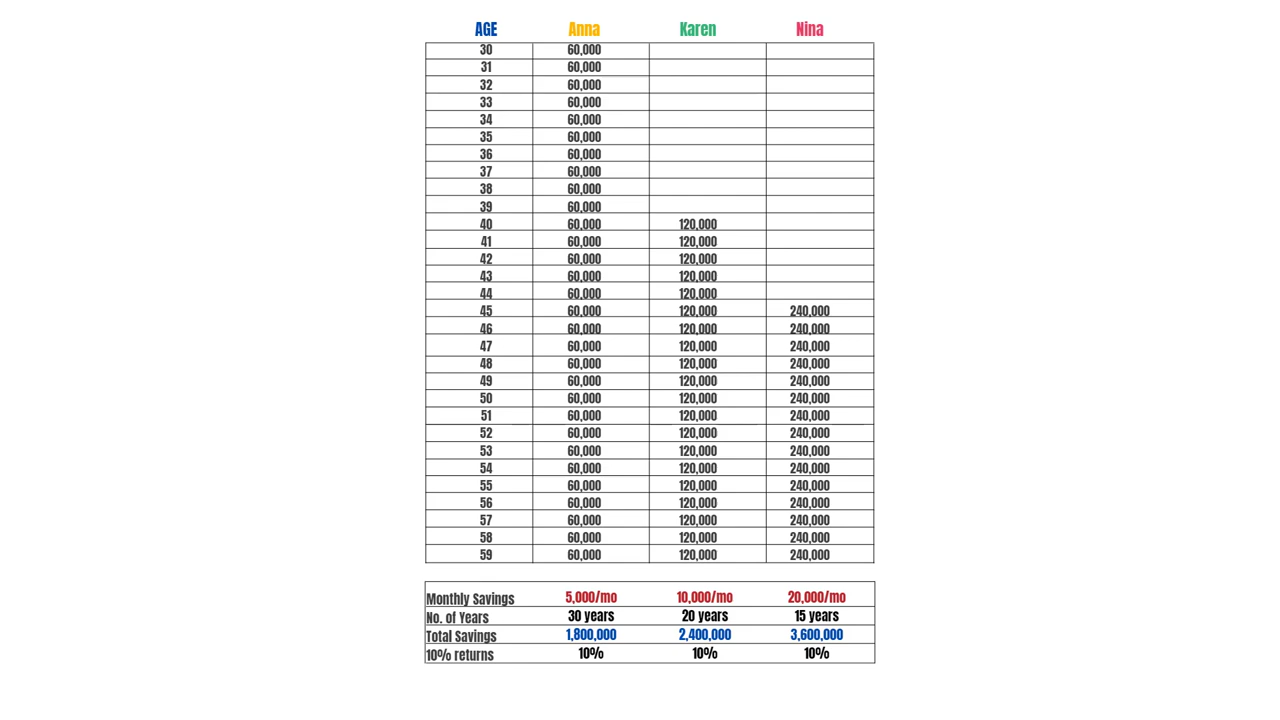 AGE Anna Karen Nina
30 60,000
31 60,000
32 60,000
33 60,000
34 60,000
35 60,000
36 60,000
37 60,000
38 60,000
39 60,000
40 60,000 120,000
41 60,000 120,000
42 60,000 120,000
43 60,000 120,000
44 60,000 120,000
45 60,000 120,000 240,000
46 60,000 120,000 240,000
47 60,000 120,000 240,000
48 60,000 120,000 240,000
49 60,000 120,000 240,000
50 60,000 120,000 240,000
51 60,000 120,000 240,000
52 60,000 120,000 240,000
53 60,000 120,000 240,000
54 60,000 120,000 240,000
55 60,000 120,000 240,000
56 60,000 120,000 240,000
57 60,000 120,000 240,000
58 60,000 120,000 240,000
59 60,000 120,000 240,000
Monthly Savings 5,000/mo 10,000/mo 20,000/mo
No. of Years 30 years 20 years 15 years
Total Savings 1,800,000 2,400,000 3,600,000
10% returns 10% 10% 10%